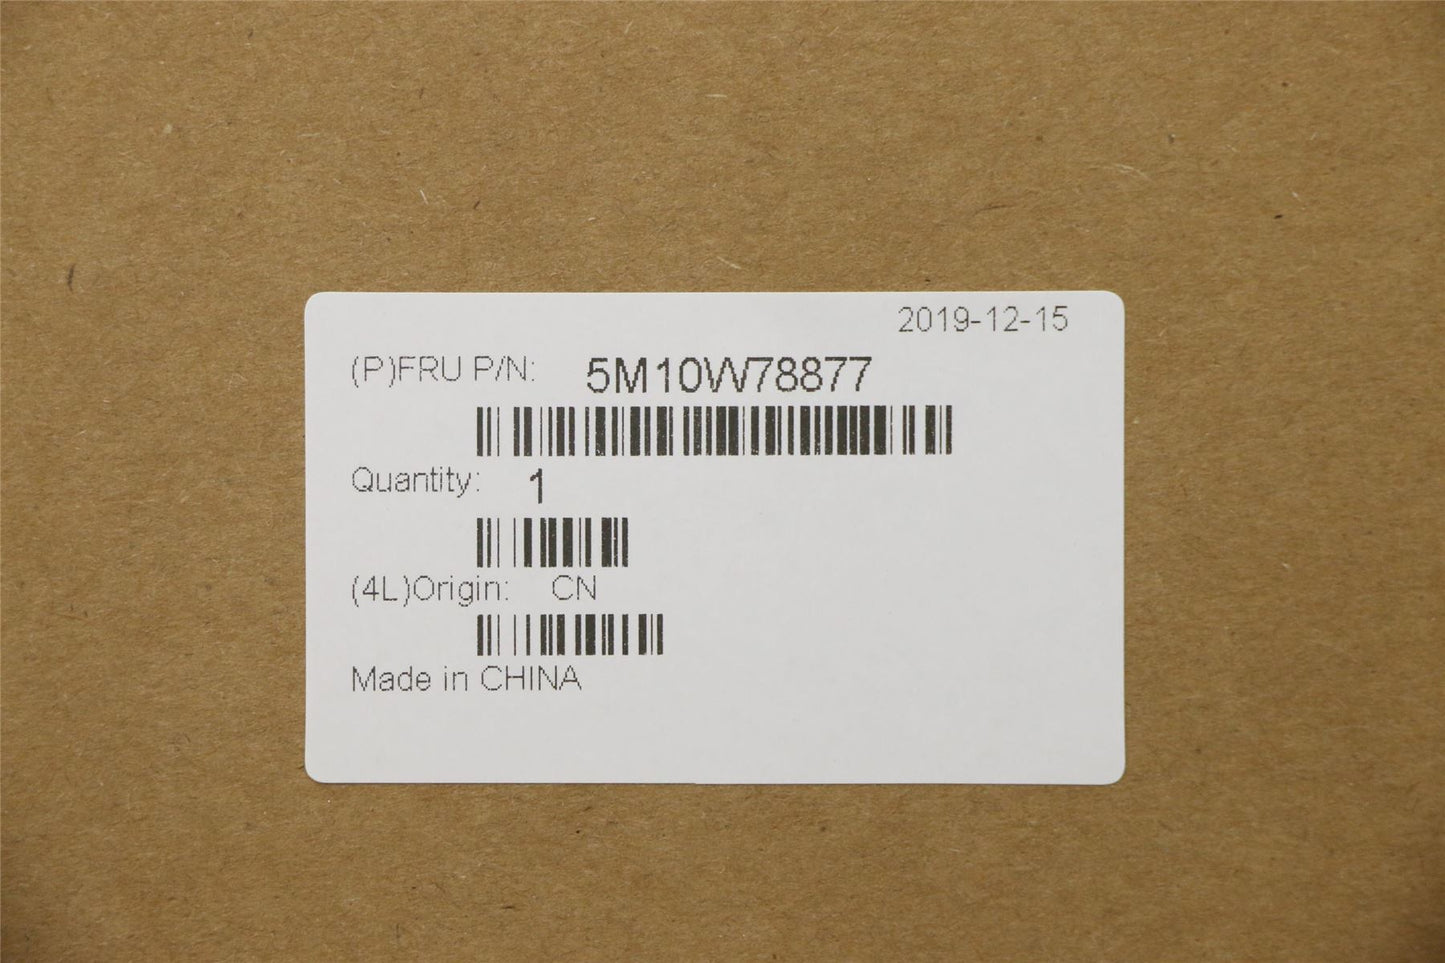 2019-12-15
(P)FRU P/N: 5M10W78877
Quantity: 1
(4L)Origin: CN
Made in CHINA